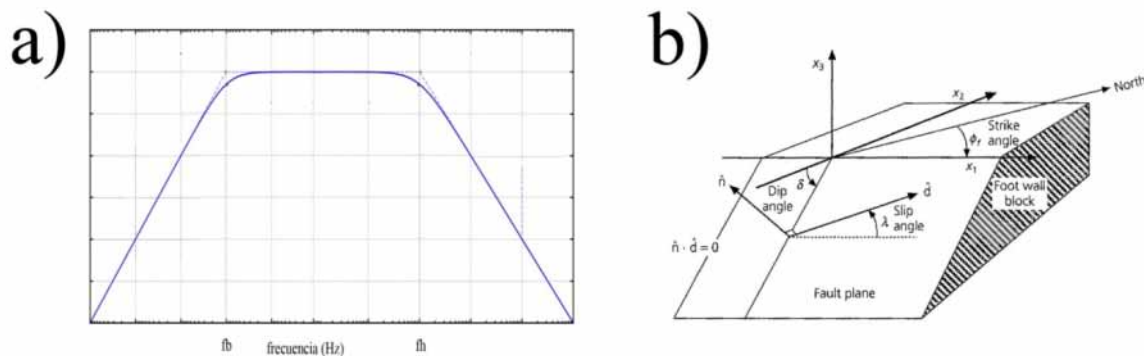 a)
fb
frecuencia (Hz)
fh
b)
x₃
x₂
North
Strike
angle
ϕf
x₁
n̂
Dip
angle
δ
d̂
Foot wall
block
Slip
angle
λ
n̂ · d̂ = 0
Fault plane